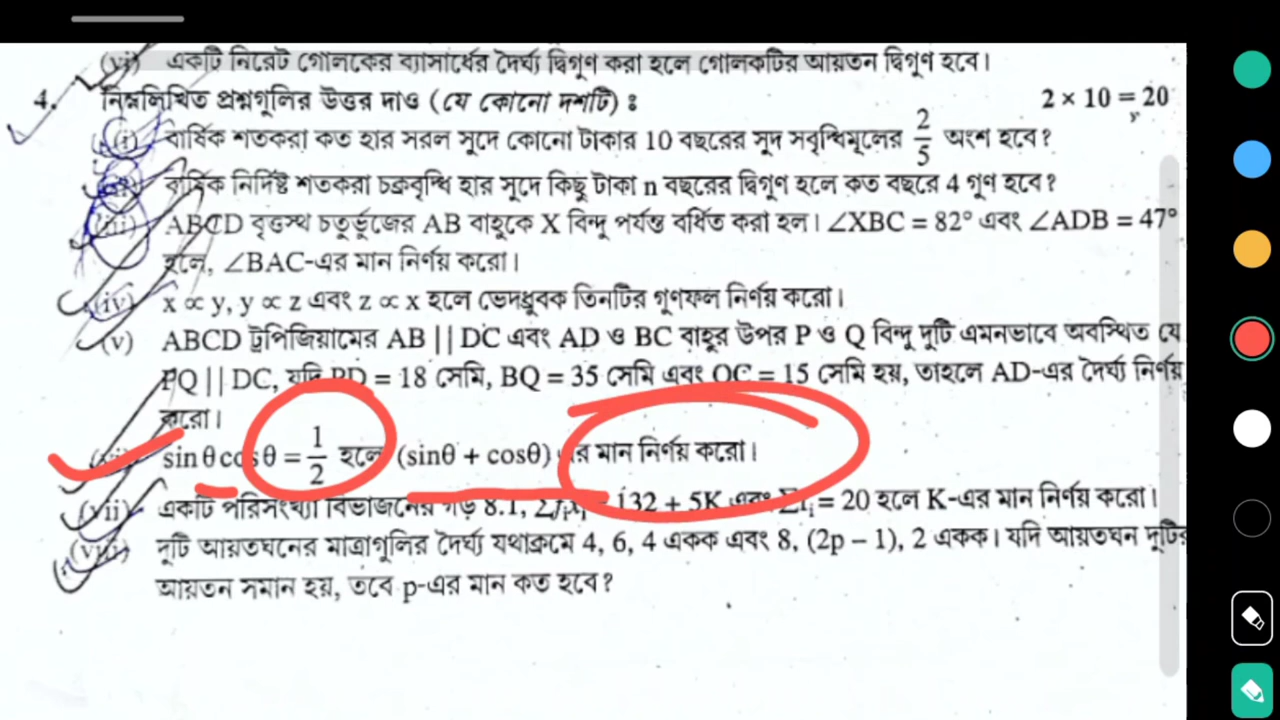 (vi) একটি নিরেট গোলকের ব্যাসার্ধের দৈর্ঘ্য দ্বিগুণ করা হলে গোলকটির আয়তন দ্বিগুণ হবে।
4. নিম্নলিখিত প্রশ্নগুলির উত্তর দাও (যে কোনো দশটি) : 2 × 10 = 20
(i) বার্ষিক শতকরা কত হার সরল সুদে কোনো টাকার 10 বছরের সুদ সবৃদ্ধিমূলের 2/5 অংশ হবে?
বার্ষিক নির্দিষ্ট শতকরা চক্রবৃদ্ধি হার সুদে কিছু টাকা n বছরের দ্বিগুণ হলে কত বছরে 4 গুণ হবে?
(iii) ABCD বৃত্তস্থ চতুর্ভুজের AB বাহুকে X বিন্দু পর্যন্ত বর্ধিত করা হল। ∠XBC = 82° এবং ∠ADB = 47°
হলে, ∠BAC-এর মান নির্ণয় করো।
(iv) x ∝ y, y ∝ z এবং z ∝ x হলে ভেদধ্রুবক তিনটির গুণফল নির্ণয় করো।
(v) ABCD ট্রাপিজিয়ামের AB || DC এবং AD ও BC বাহুর উপর P ও Q বিন্দু দুটি এমনভাবে অবস্থিত যে
PQ || DC, যদি PD = 18 সেমি, BQ = 35 সেমি এবং QC = 15 সেমি হয়, তাহলে AD-এর দৈর্ঘ্য নির্ণয়
করো।
sinθcosθ = 1/2 হলে (sinθ + cosθ) এর মান নির্ণয় করো।
(vii) একটি পরিসংখ্যা বিভাজনের গড় 8.1, Σfᵢxᵢ = 132 + 5K এবং Σfᵢ = 20 হলে K-এর মান নির্ণয় করো।
(viii) দুটি আয়তঘনের মাত্রাগুলির দৈর্ঘ্য যথাক্রমে 4, 6, 4 একক এবং 8, (2p – 1), 2 একক। যদি আয়তঘন দুটির
আয়তন সমান হয়, তবে p-এর মান কত হবে?